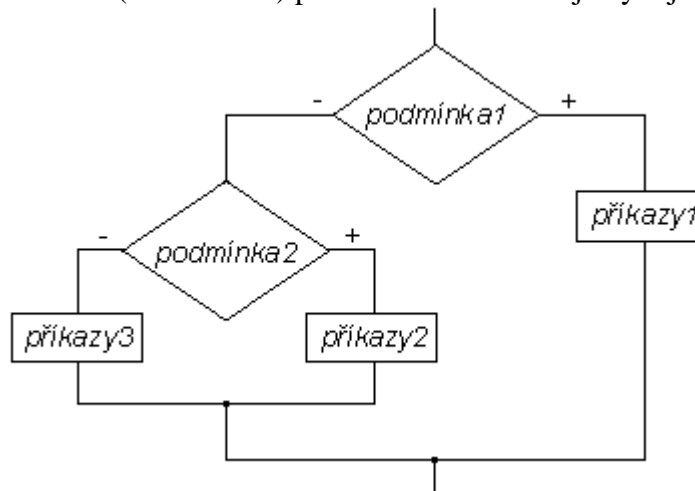 -
podmínka1
+
příkazy1
-
podmínka2
+
příkazy3
příkazy2